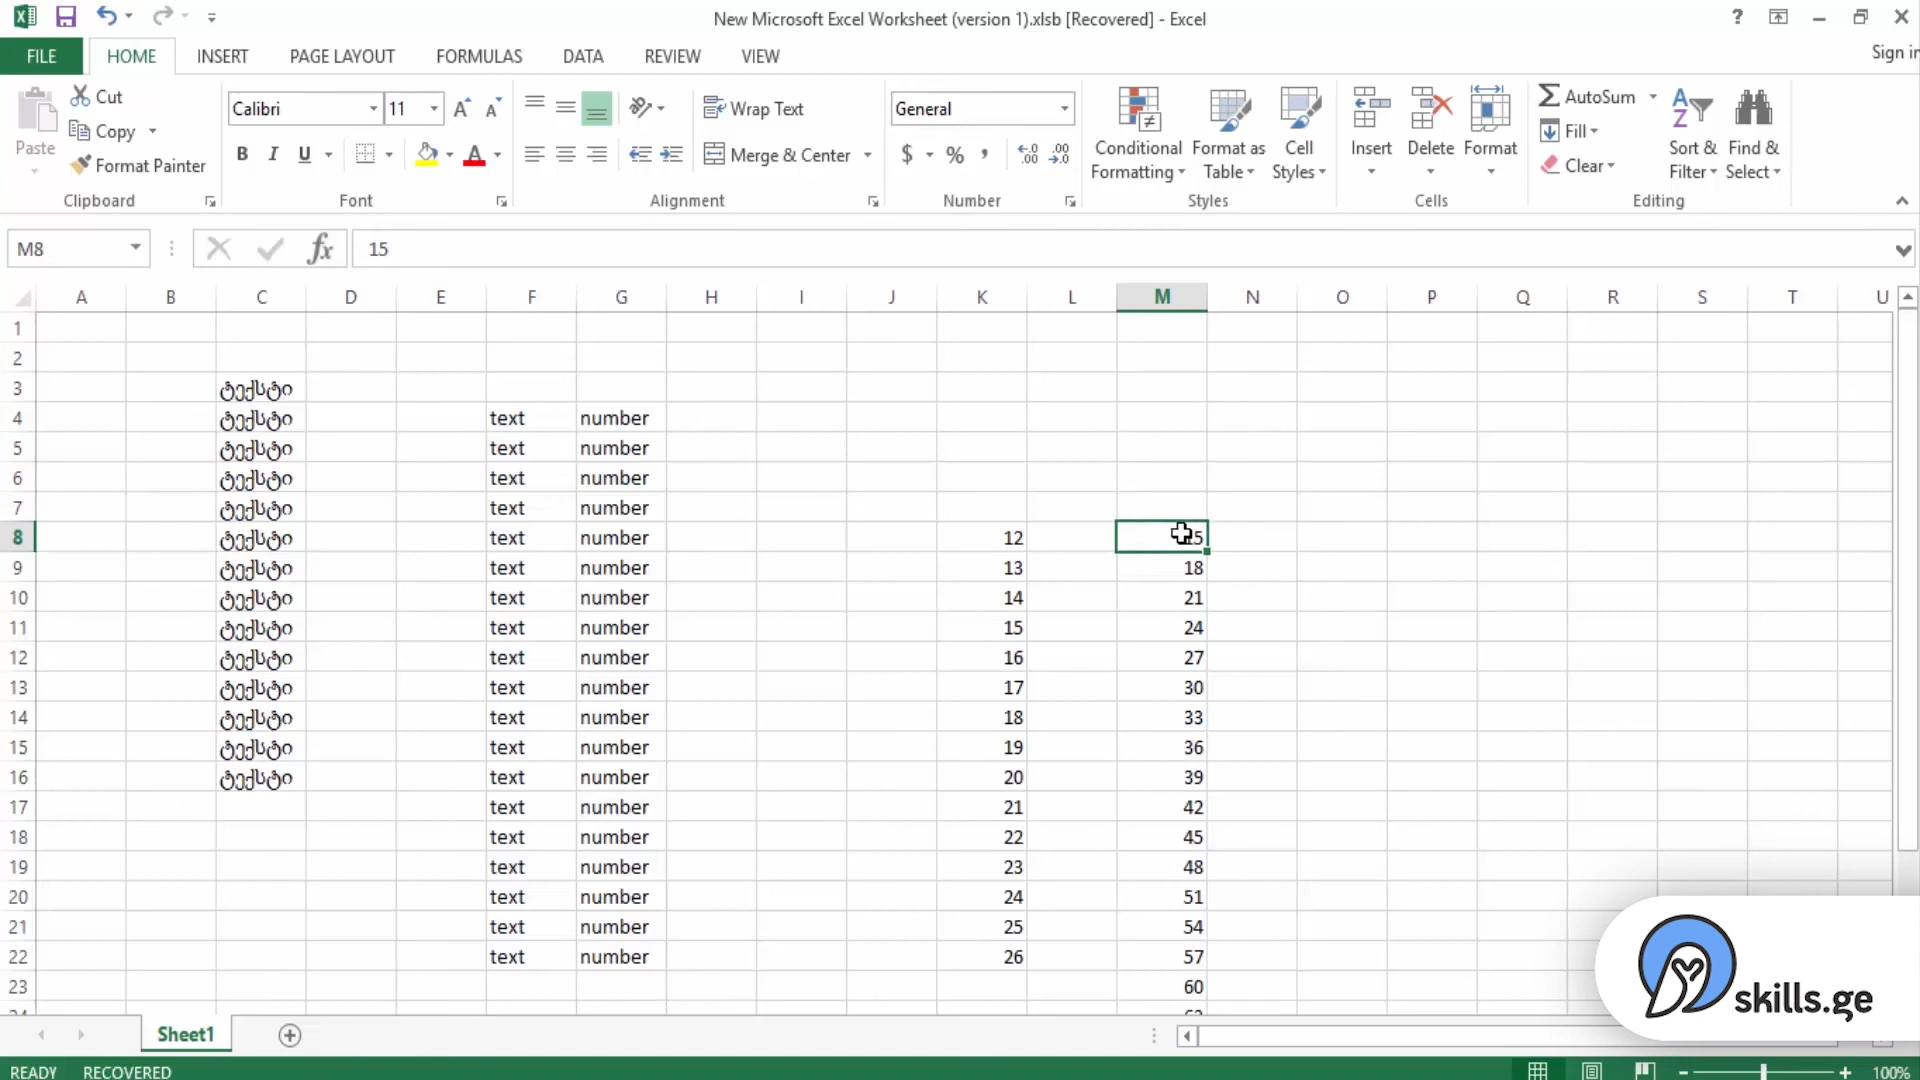 New Microsoft Excel Worksheet (version 1).xlsb [Recovered] - Excel
FILE HOME INSERT PAGE LAYOUT FORMULAS DATA REVIEW VIEW Sign in
Cut
Copy
Format Painter
Paste
Clipboard
Calibri 11
B I U A
Font
Wrap Text
Merge & Center
Alignment
General
$ %
Number
Conditional Formatting
Format as Table
Cell Styles
Styles
Insert
Delete
Format
Cells
AutoSum
Fill
Clear
Sort & Filter
Find & Select
Editing
M8 fx 15
A B C D E F G H I J K L M N O P Q R S T U
1
2
3 ტექსტი
4 ტექსტი text number
5 ტექსტი text number
6 ტექსტი text number
7 ტექსტი text number
8 ტექსტი text number 12 15
9 ტექსტი text number 13 18
10 ტექსტი text number 14 21
11 ტექსტი text number 15 24
12 ტექსტი text number 16 27
13 ტექსტი text number 17 30
14 ტექსტი text number 18 33
15 ტექსტი text number 19 36
16 ტექსტი text number 20 39
17 text number 21 42
18 text number 22 45
19 text number 23 48
20 text number 24 51
21 text number 25 54
22 text number 26 57
23 60
skills.ge
Sheet1
READY RECOVERED 100%